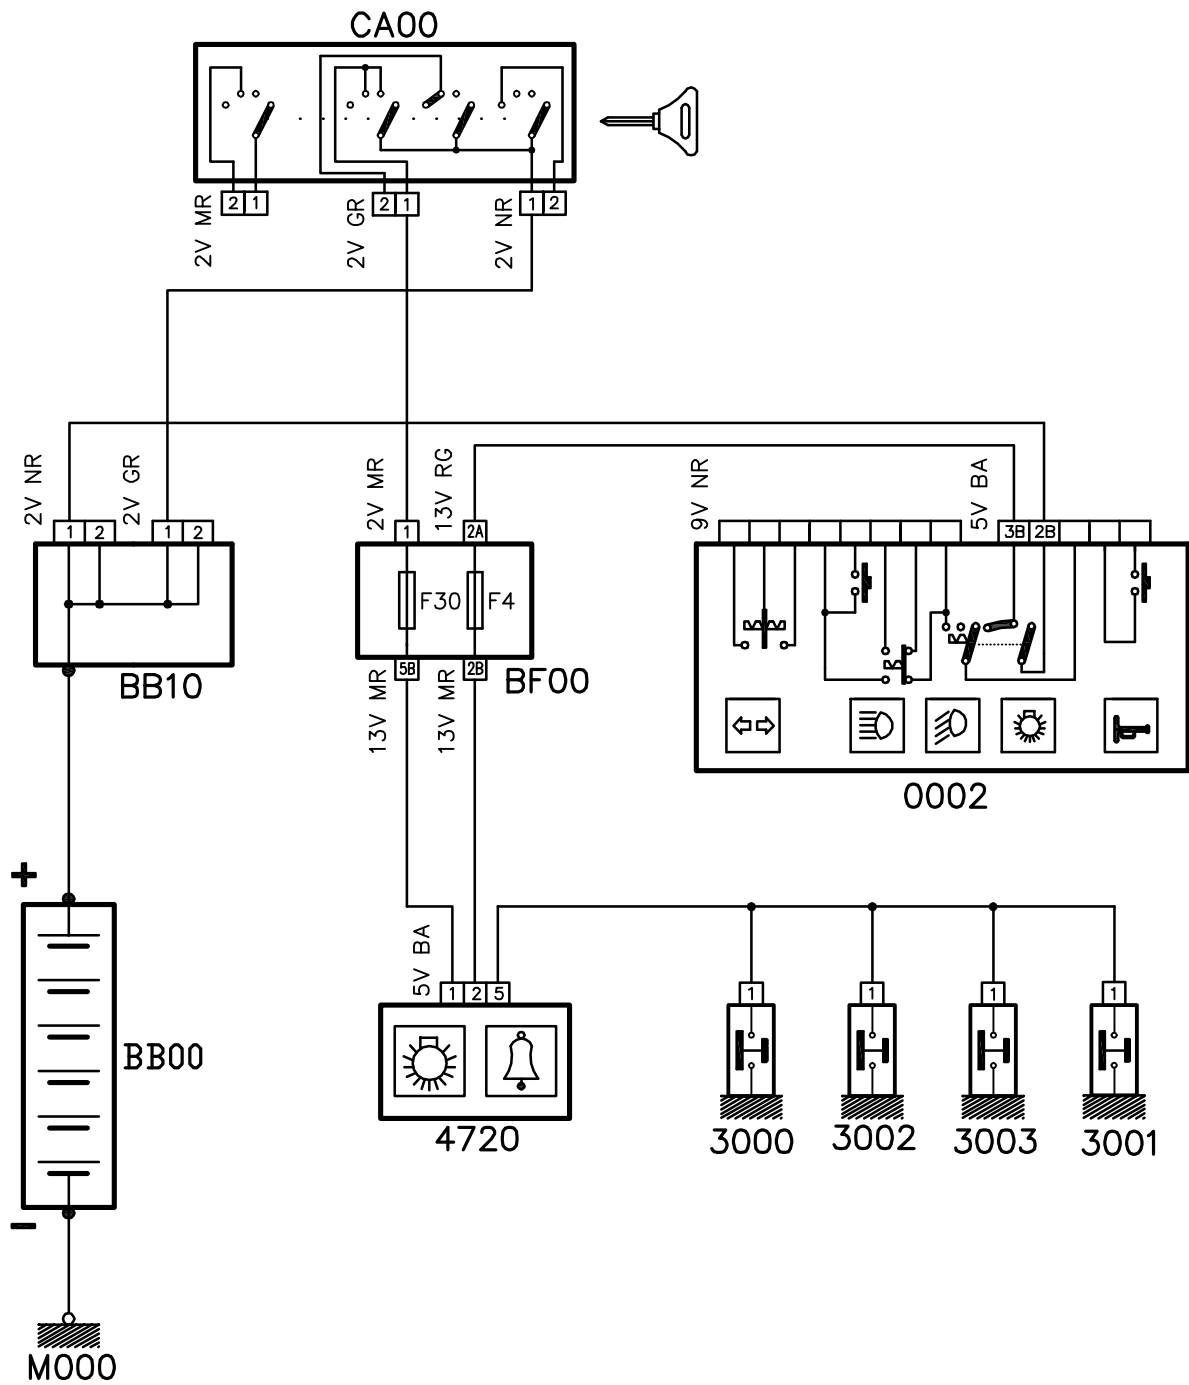 CA00
2V MR
2 1
2V GR
2 1
2V NR
1 2
2V NR
1 2
2V GR
1 2
2V MR
1
13V RG
2A
9V NR
5V BA
3B 2B
F30
F4
BB10
13V MR
5B
13V MR
2B
BF00
0002
+
5V BA
1 2 5
1
1
1
1
BB00
4720
3000
3002
3003
3001
-
M000